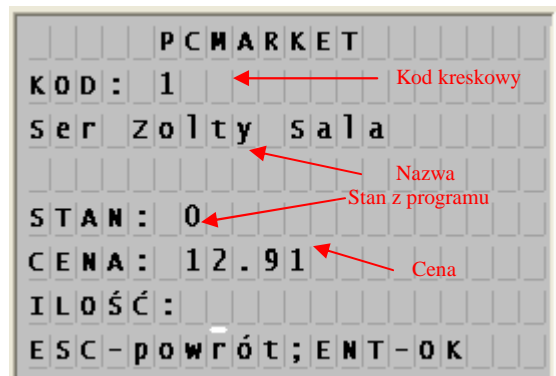 PCMARKET
KOD: 1
Kod kreskowy
Ser Zolty Sala
Nazwa
Stan z programu
STAN: 0
CENA: 12.91
Cena
ILOŚĆ:
ESC-powrót;ENT-OK